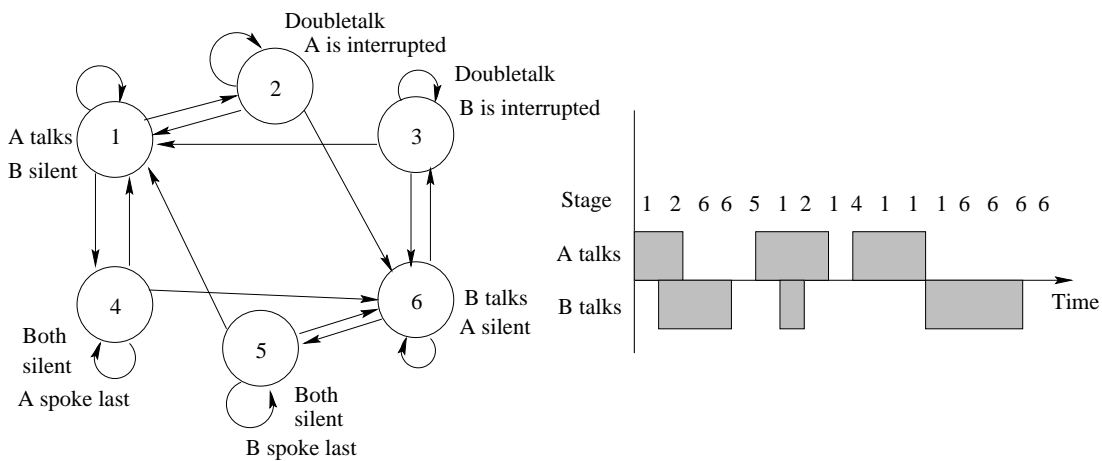 Doubletalk
A is interrupted
2
Doubletalk
B is interrupted
3
A talks
1
B silent
4
Both
silent
A spoke last
5
Both
silent
B spoke last
6
B talks
A silent
Stage 1 2 6 6 5 1 2 1 4 1 1 1 6 6 6 6
A talks
B talks
Time